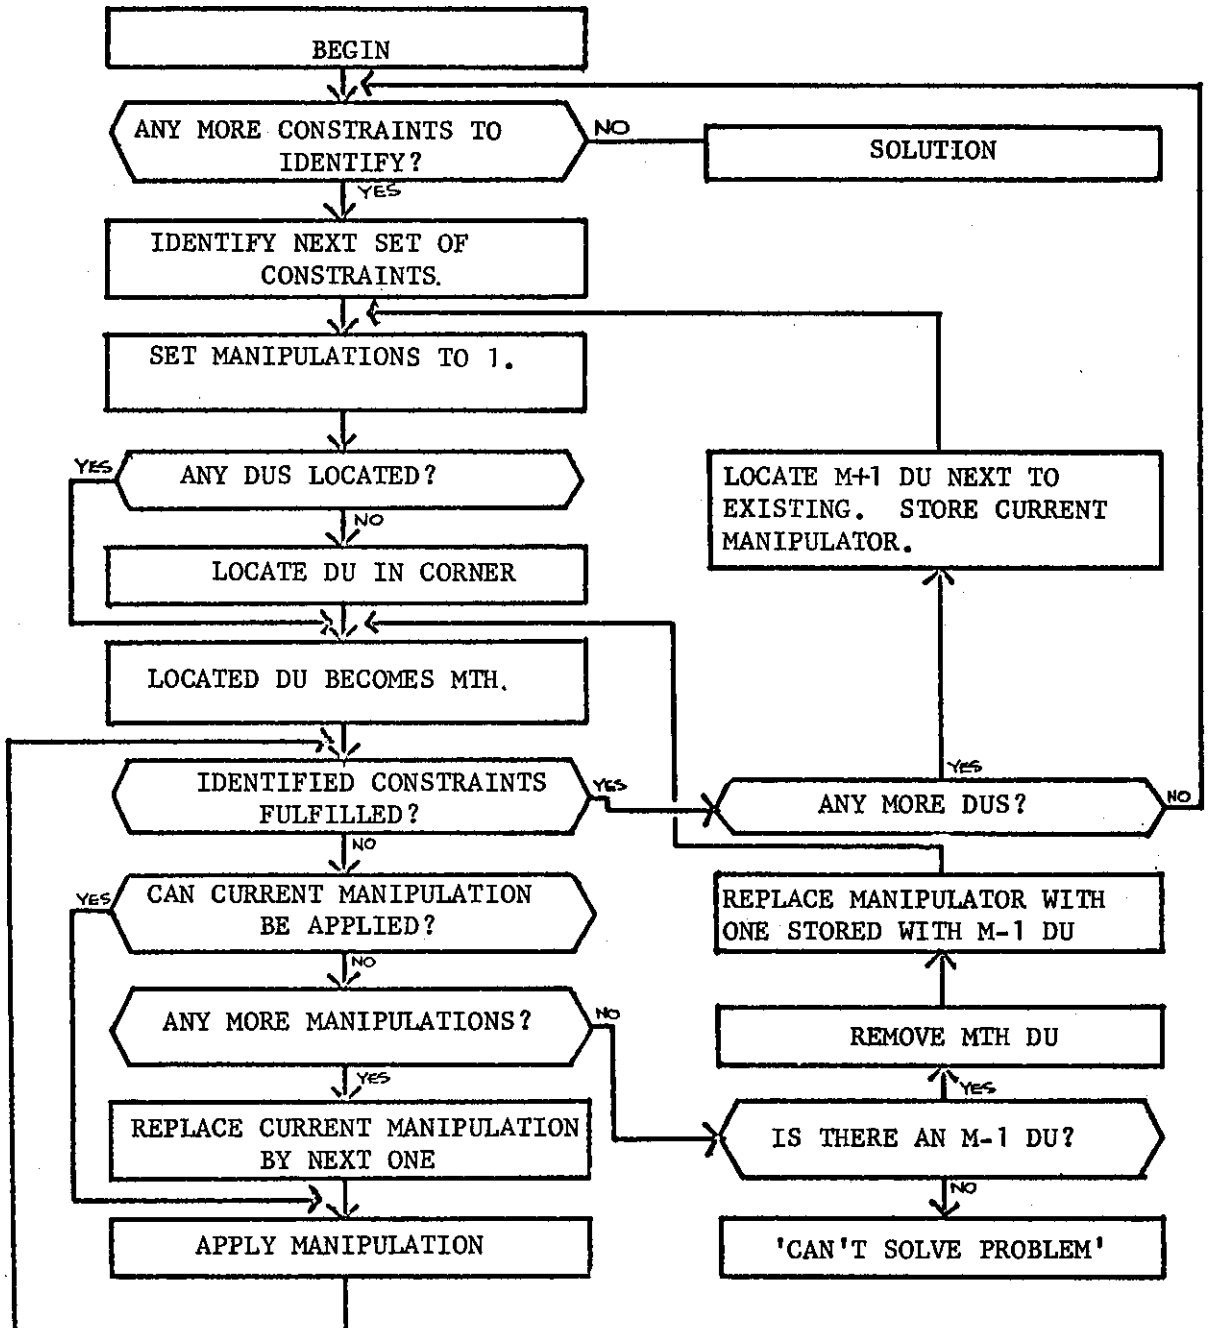 BEGIN
ANY MORE CONSTRAINTS TO
IDENTIFY?
NO
SOLUTION
YES
IDENTIFY NEXT SET OF
CONSTRAINTS.
SET MANIPULATIONS TO 1.
YES
ANY DUS LOCATED?
NO
LOCATE DU IN CORNER
LOCATE M+1 DU NEXT TO
EXISTING. STORE CURRENT
MANIPULATOR.
LOCATED DU BECOMES MTH.
IDENTIFIED CONSTRAINTS
FULFILLED?
YES
NO
YES
ANY MORE DUS?
NO
YES
CAN CURRENT MANIPULATION
BE APPLIED?
NO
REPLACE MANIPULATOR WITH
ONE STORED WITH M-1 DU
ANY MORE MANIPULATIONS?
NO
YES
REMOVE MTH DU
YES
REPLACE CURRENT MANIPULATION
BY NEXT ONE
IS THERE AN M-1 DU?
NO
APPLY MANIPULATION
'CAN'T SOLVE PROBLEM'